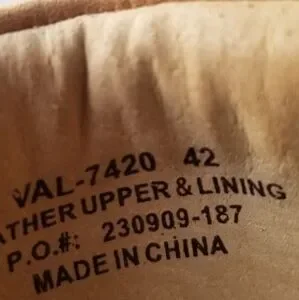 VAL-7420 42
ATHER UPPER & LINING
P.O.#: 230909-187
MADE IN CHINA